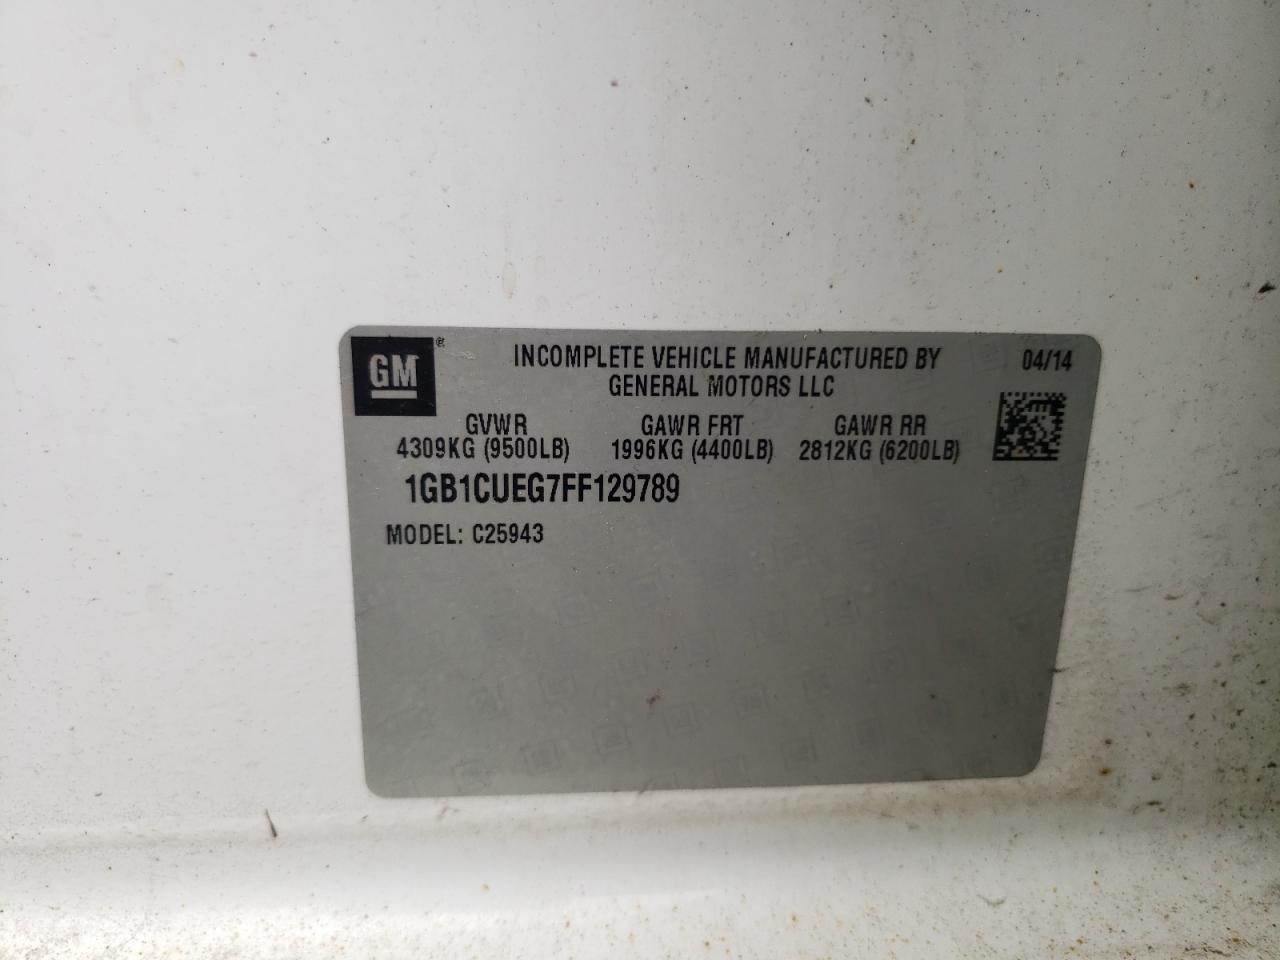 GM® INCOMPLETE VEHICLE MANUFACTURED BY 04/14
GENERAL MOTORS LLC
GVWR GAWR FRT GAWR RR
4309KG (9500LB) 1996KG (4400LB) 2812KG (6200LB)
1GB1CUEG7FF129789
MODEL: C25943